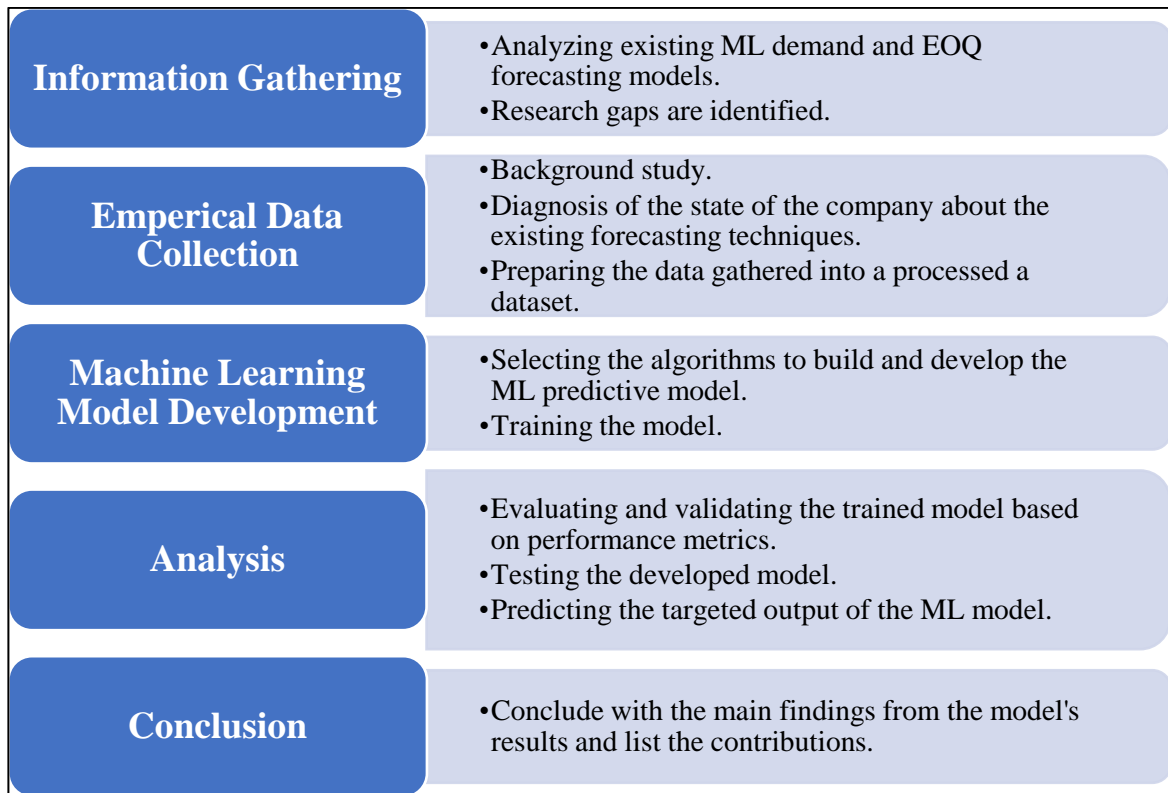 Information Gathering
•Analyzing existing ML demand and EOQ
forecasting models.
•Research gaps are identified.
Emperical Data
Collection
•Background study.
•Diagnosis of the state of the company about the
existing forecasting techniques.
•Preparing the data gathered into a processed a
dataset.
Machine Learning
Model Development
•Selecting the algorithms to build and develop the
ML predictive model.
•Training the model.
Analysis
•Evaluating and validating the trained model based
on performance metrics.
•Testing the developed model.
•Predicting the targeted output of the ML model.
Conclusion
•Conclude with the main findings from the model's
results and list the contributions.